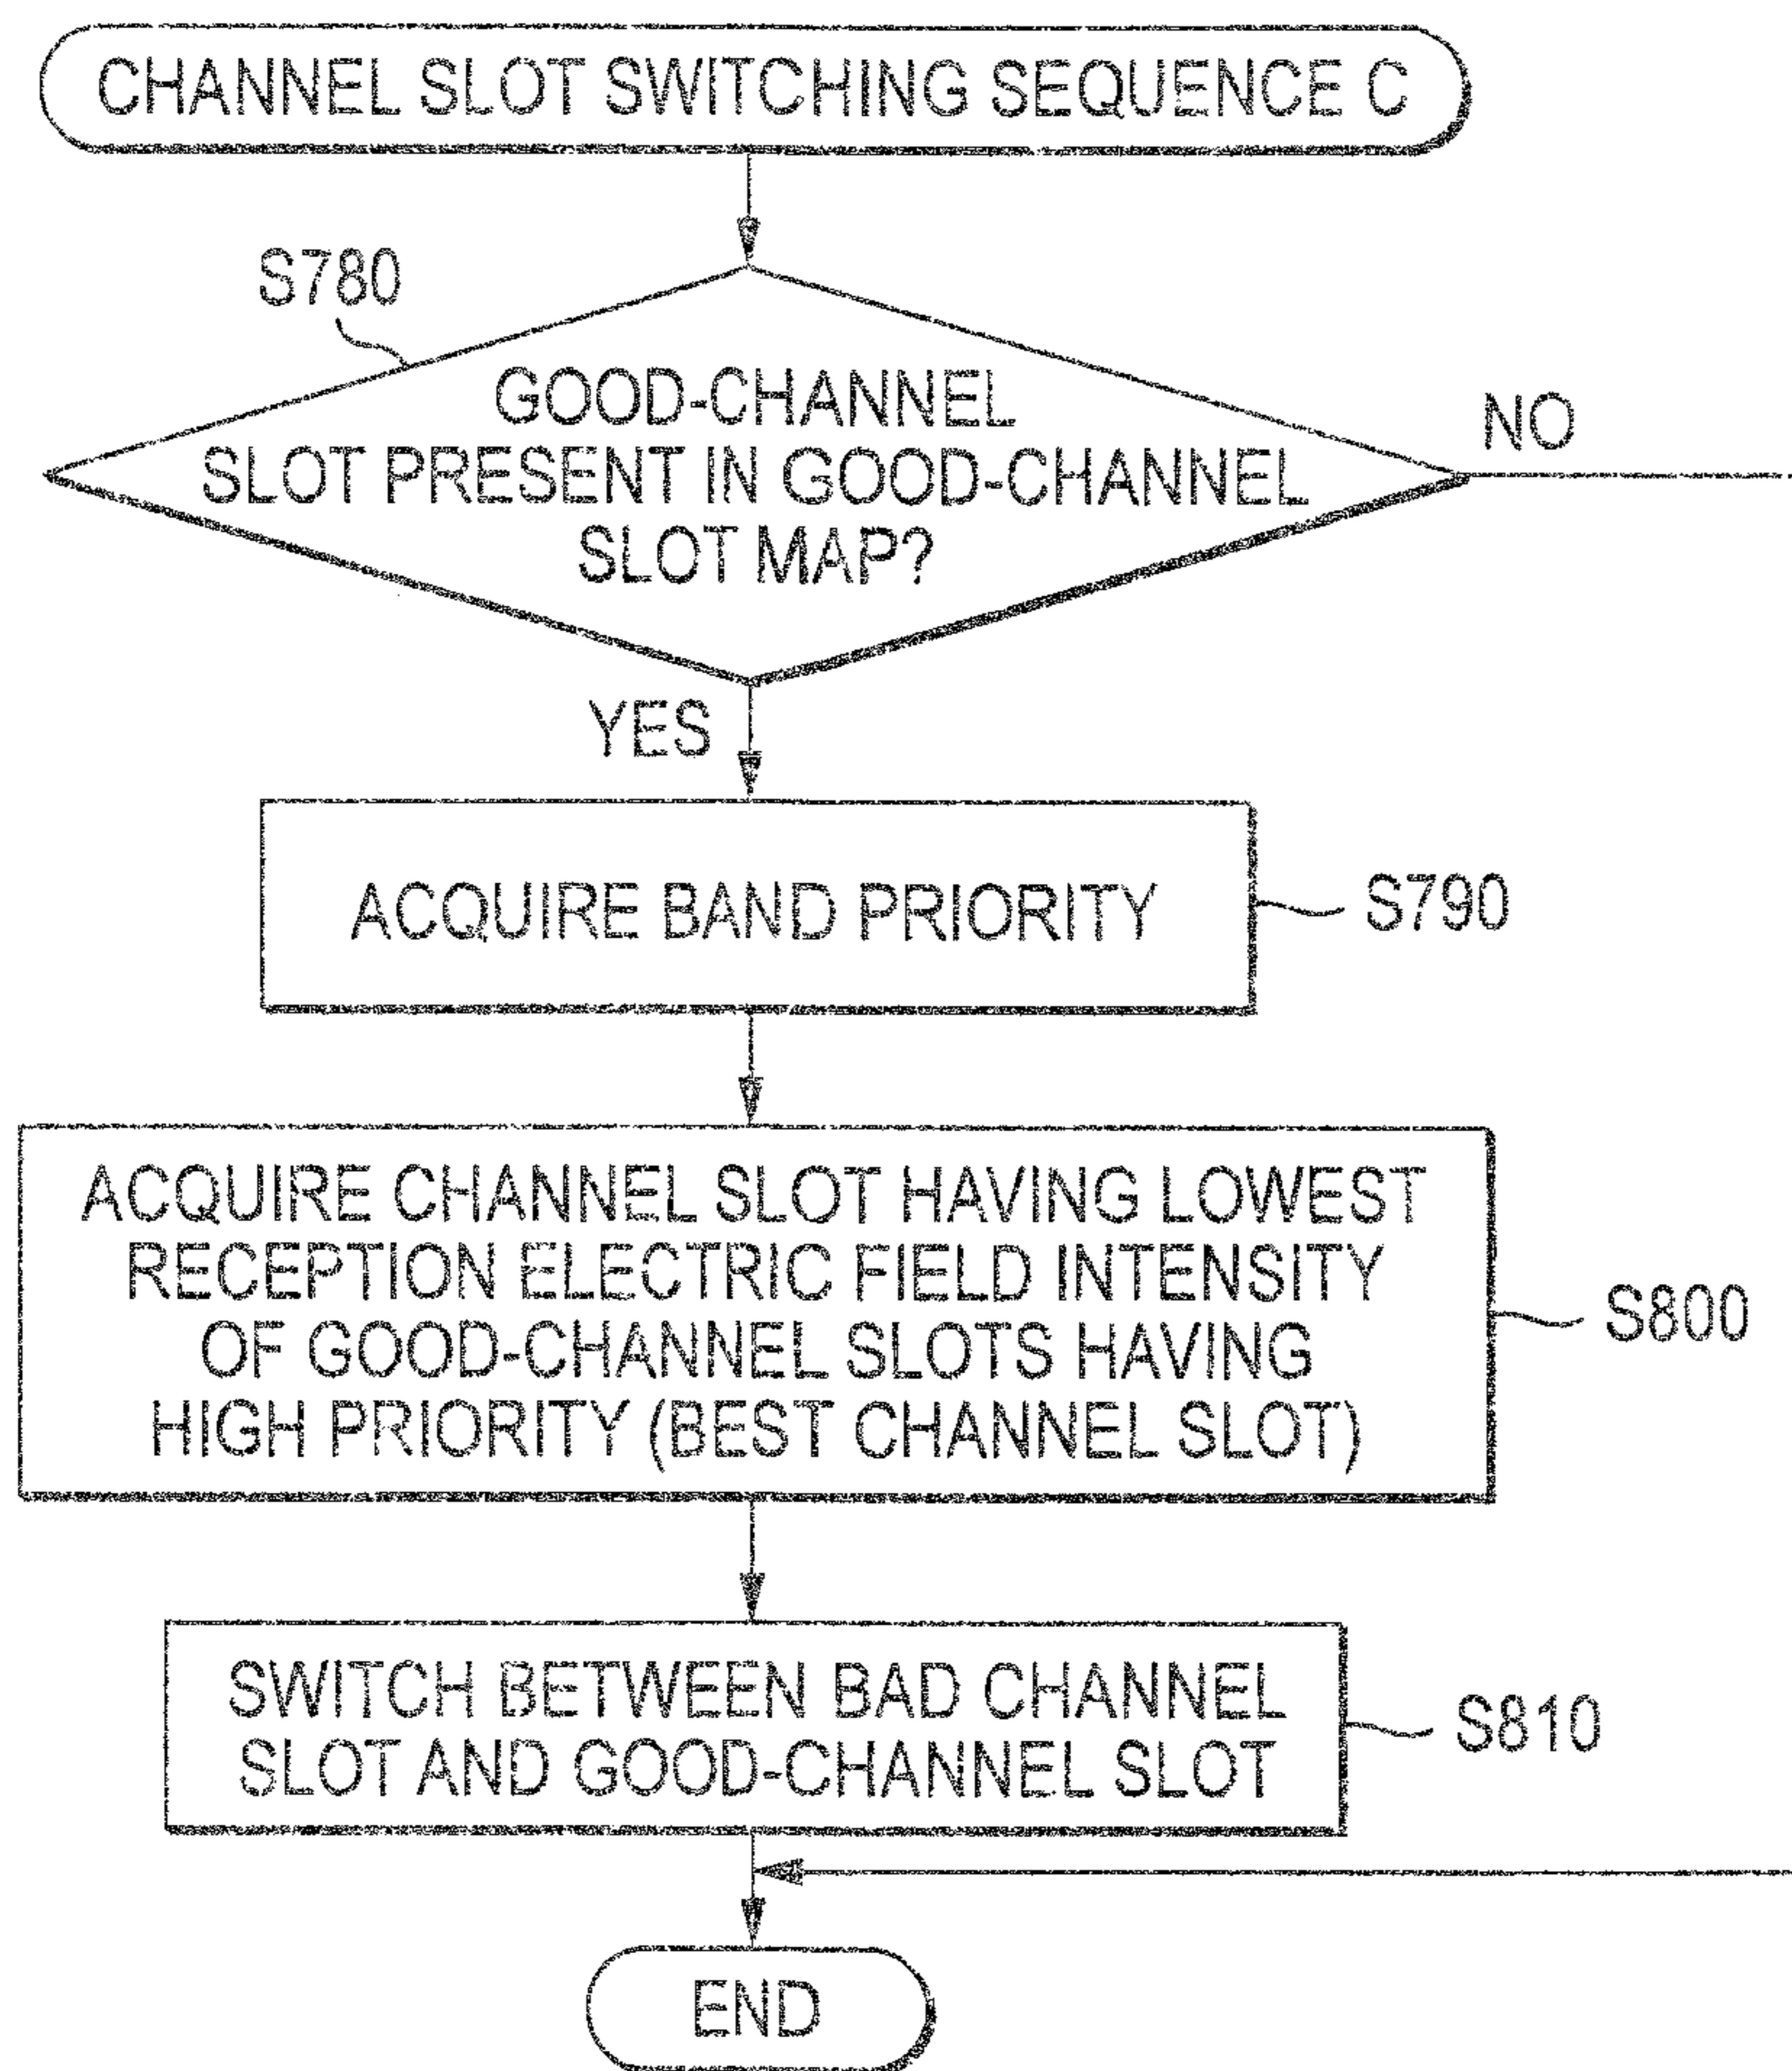 CHANNEL SLOT SWITCHING SEQUENCE C
S780
GOOD-CHANNEL
SLOT PRESENT IN GOOD-CHANNEL
SLOT MAP?
NO
YES
ACQUIRE BAND PRIORITY
S790
ACQUIRE CHANNEL SLOT HAVING LOWEST
RECEPTION ELECTRIC FIELD INTENSITY
OF GOOD-CHANNEL SLOTS HAVING
HIGH PRIORITY (BEST CHANNEL SLOT)
S800
SWITCH BETWEEN BAD CHANNEL
SLOT AND GOOD-CHANNEL SLOT
S810
END